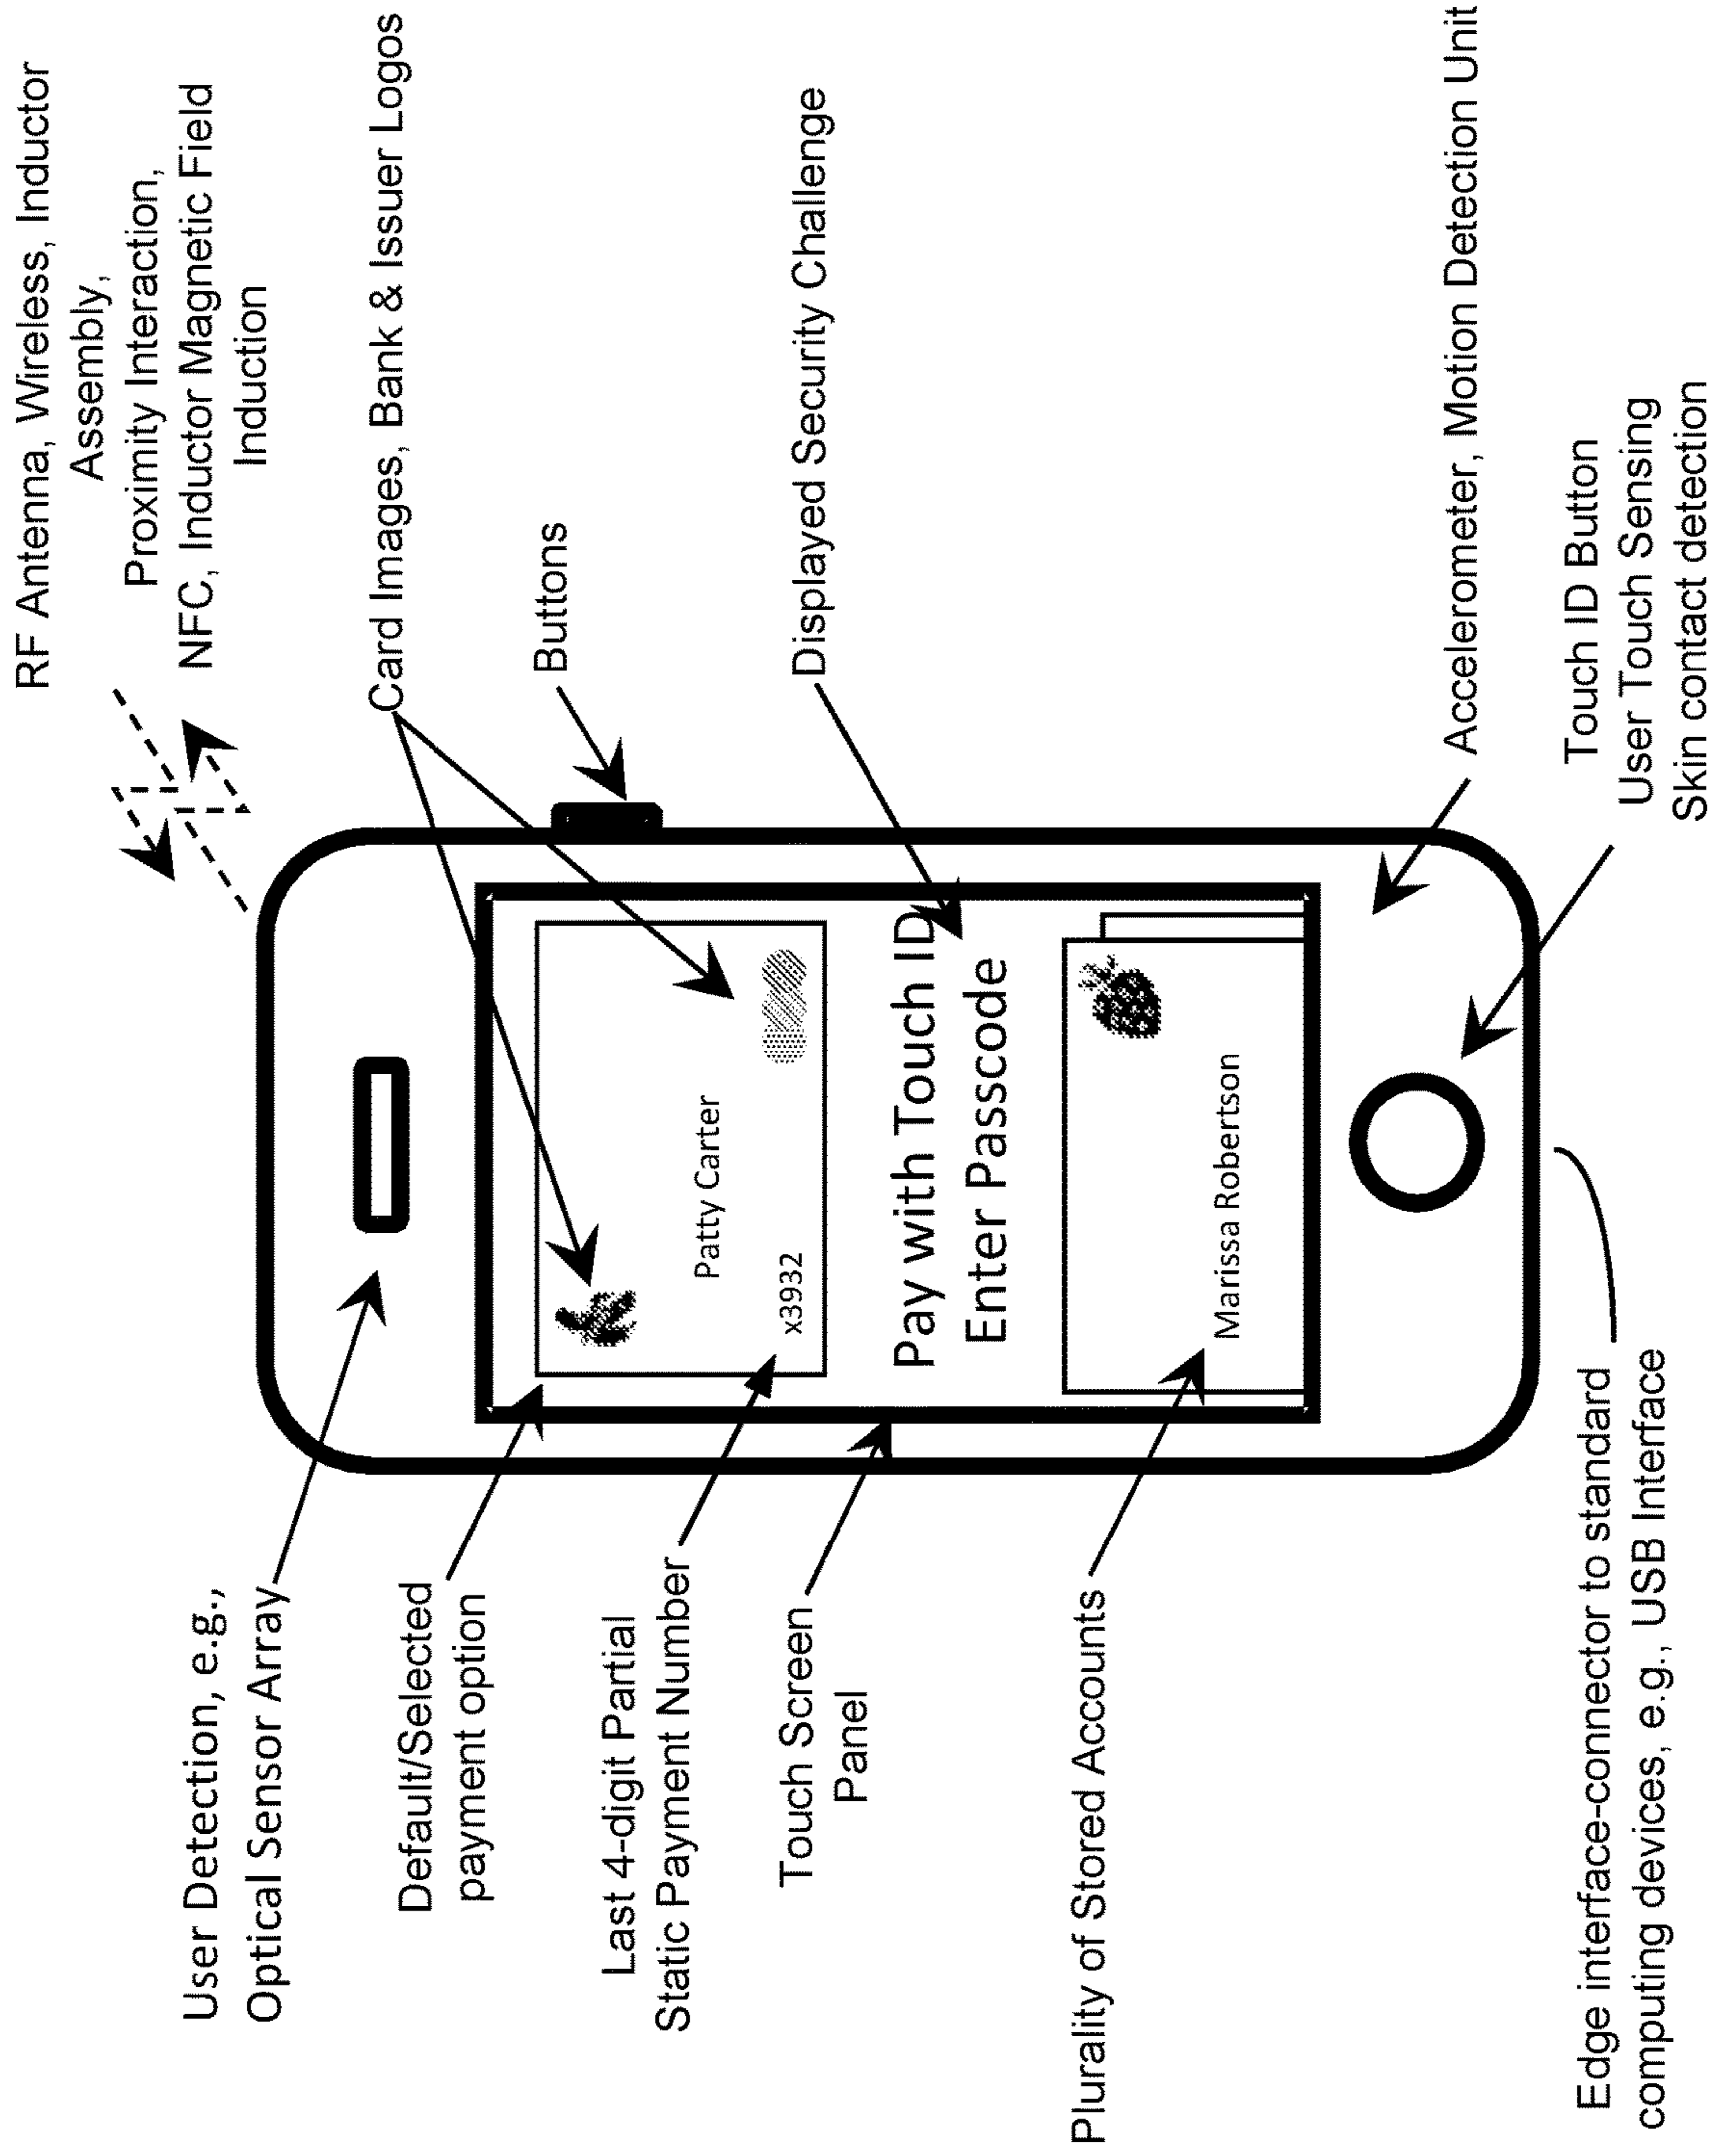 RF Antenna, Wireless, Inductor
Assembly,
Proximity Interaction,
NFC, Inductor Magnetic Field
Induction
Card Images, Bank & Issuer Logos
Buttons
Displayed Security Challenge
Accelerometer, Motion Detection Unit
Touch ID Button
User Touch Sensing
Skin contact detection
User Detection, e.g.,
Optical Sensor Array
Default/Selected
payment option
Last 4-digit Partial
Static Payment Number
Touch Screen
Panel
Plurality of Stored Accounts
Edge interface-connector to standard
computing devices, e.g., USB Interface
Patty Carter
x3932
Pay with Touch ID
Enter Passcode
Marissa Robertson